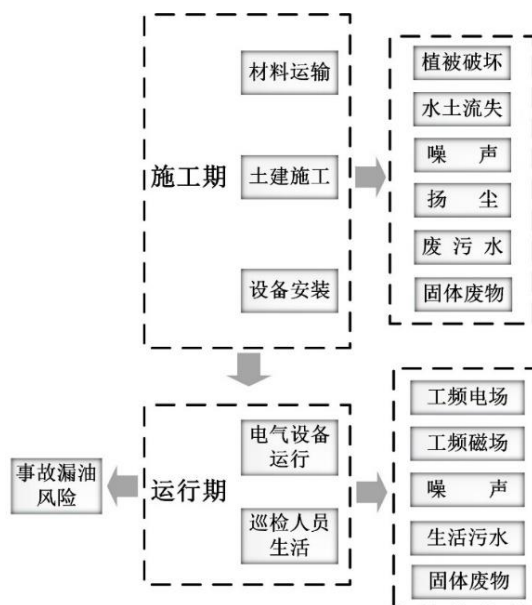 施工期
材料运输
土建施工
设备安装
植被破坏
水土流失
噪 声
扬 尘
废 污 水
固体废物
运行期
电气设备
运行
巡检人员
生活
事故漏油
风险
工频电场
工频磁场
噪 声
生活污水
固体废物